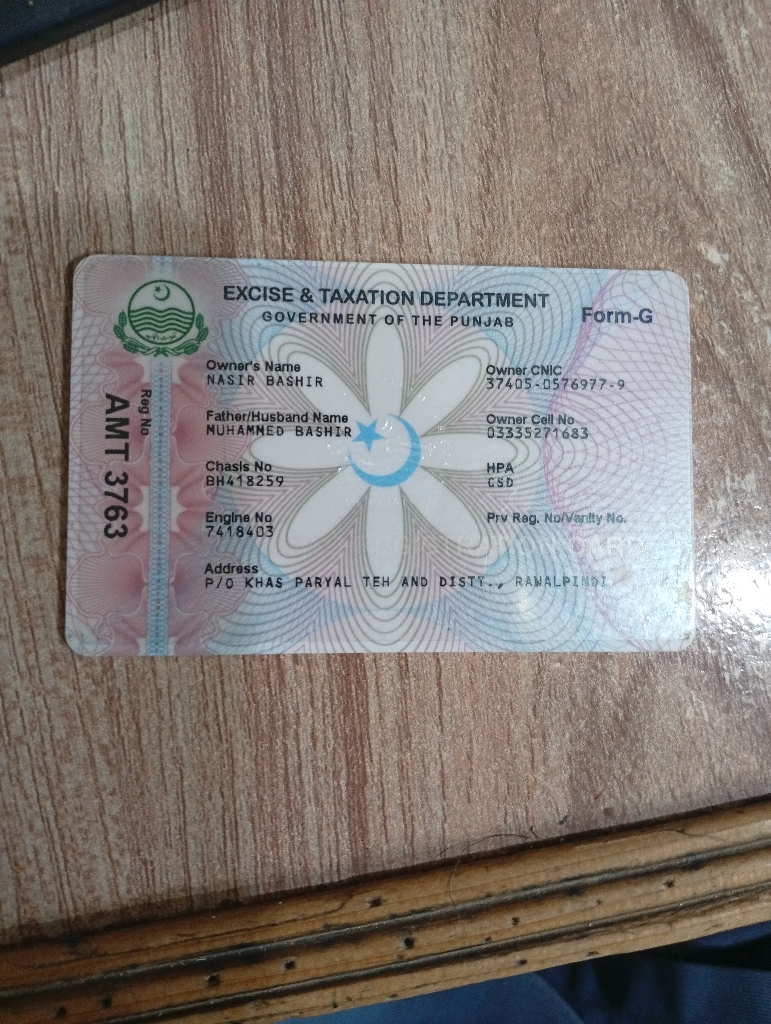 EXCISE & TAXATION DEPARTMENT
GOVERNMENT OF THE PUNJAB
Form-G
Reg No
AMT 3763
Owner's Name
NASIR BASHIR
Owner CNIC
37405-0576977-9
Father/Husband Name
MUHAMMED BASHIR
Owner Cell No
03335271683
Chasis No
BH418259
HPA
CSD
Engine No
7418403
Prv Reg. No/Vanity No.
Address
P/O KHAS PARYAL TEH AND DISTT., RAWALPINDI